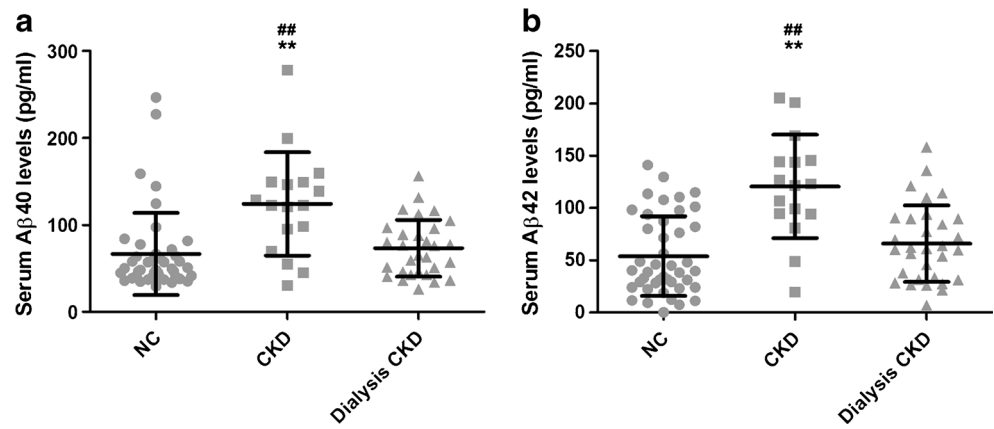 a
##
**
Serum Aβ40 levels (pg/ml)
300
200
100
0
NC
CKD
Dialysis CKD
b
##
**
Serum Aβ42 levels (pg/ml)
250
200
150
100
50
0
NC
CKD
Dialysis CKD